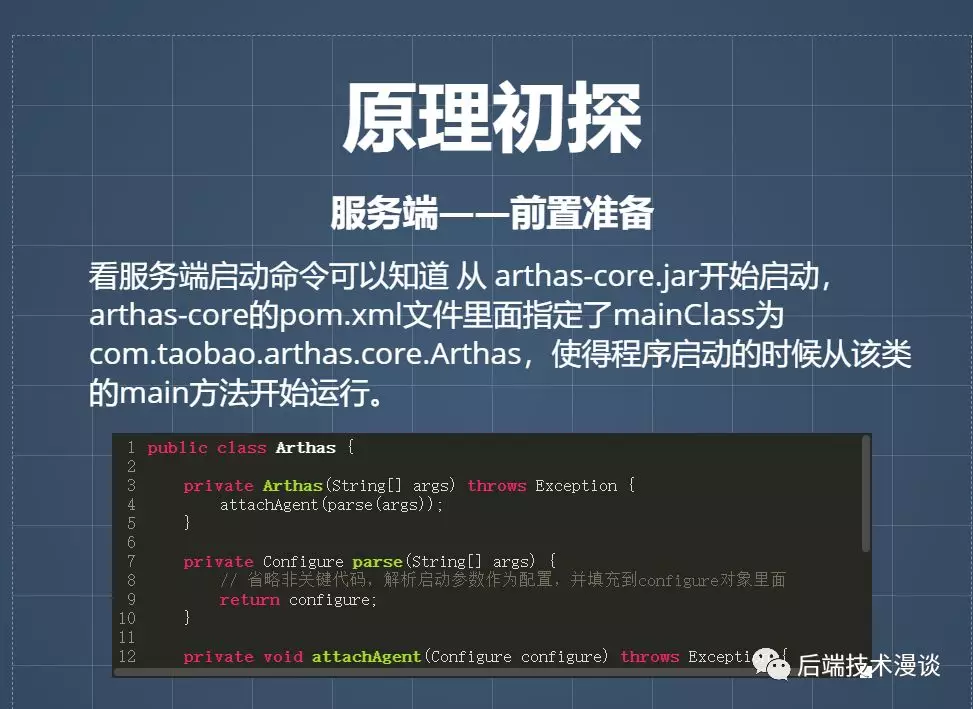 原理初探
服务端——前置准备
看服务端启动命令可以知道 从 arthas-core.jar开始启动，
arthas-core的pom.xml文件里面指定了mainClass为
com.taobao.arthas.core.Arthas，使得程序启动的时候从该类
的main方法开始运行。
1 public class Arthas {
2
3     private Arthas(String[] args) throws Exception {
4         attachAgent(parse(args));
5     }
6
7     private Configure parse(String[] args) {
8         // 省略非关键代码，解析启动参数作为配置，并填充到configure对象里面
9         return configure;
10     }
11
12     private void attachAgent(Configure configure) throws Excepti {
后端技术漫谈